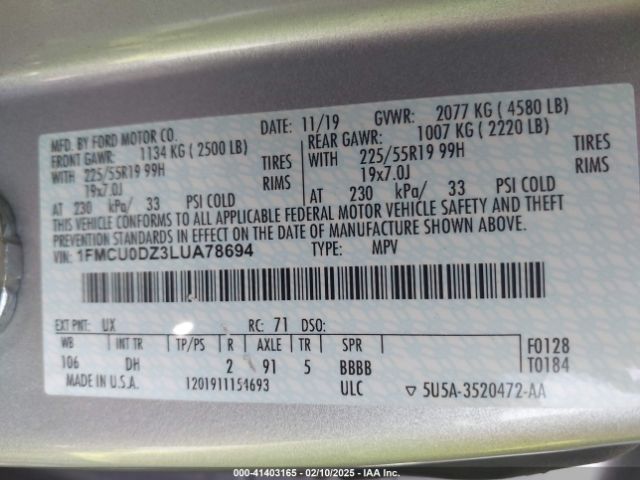 MFD. BY FORD MOTOR CO. DATE: 11/19 GVWR: 2077 KG ( 4580 LB)
FRONT GAWR: 1134 KG ( 2500 LB) REAR GAWR: 1007 KG ( 2220 LB)
WITH 225/55R19 99H TIRES WITH 225/55R19 99H TIRES
19x7.0J RIMS 19x7.0J RIMS
AT 230 kPa/ 33 PSI COLD AT 230 kPa/ 33 PSI COLD
THIS VEHICLE CONFORMS TO ALL APPLICABLE FEDERAL MOTOR VEHICLE SAFETY AND THEFT
PREVENTION STANDARDS IN EFFECT ON THE DATE OF MANUFACTURE SHOWN ABOVE.
VIN: 1FMCU0DZ3LUA78694 TYPE: MPV
EXT PNT: UX RC: 71 DSO:
WB INT TR TP/PS R AXLE TR SPR F0128
106 DH 2 91 5 BBBB T0184
MADE IN U.S.A. 1201911154693 ULC ▽ 5U5A-3520472-AA
000-41403165 - 02/10/2025 - IAA Inc.